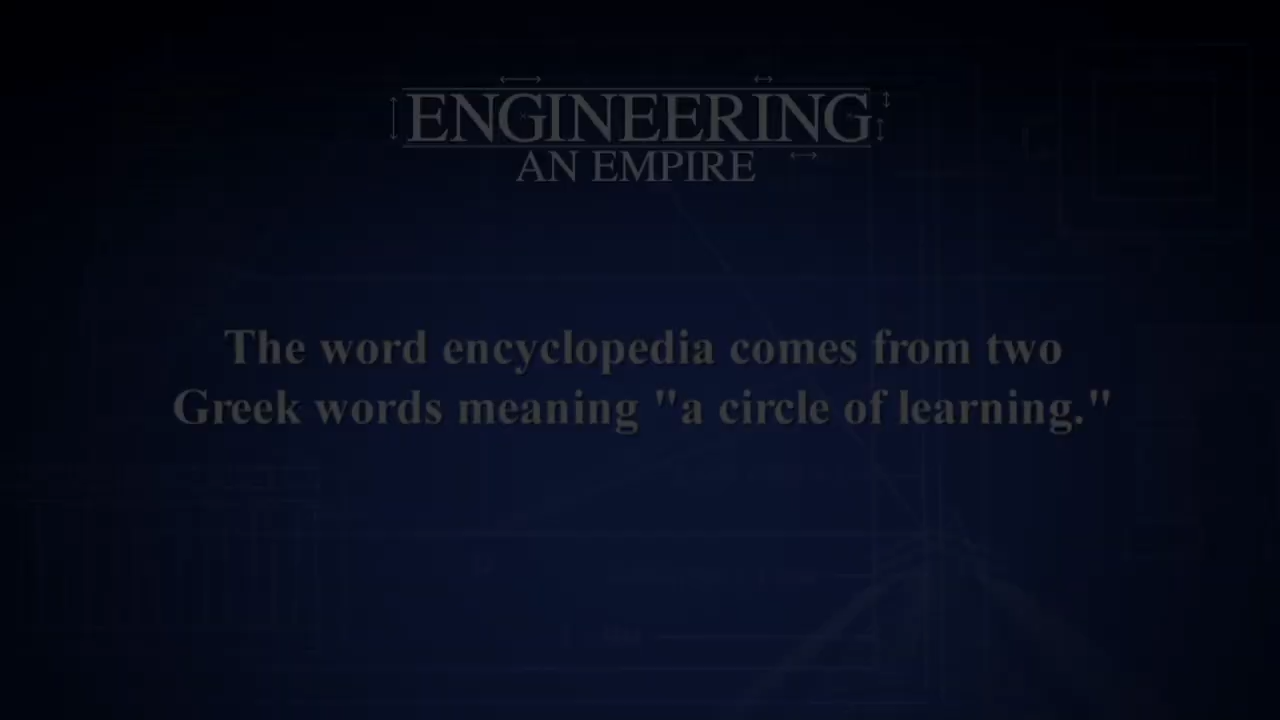 ENGINEERING
AN EMPIRE
The word encyclopedia comes from two
Greek words meaning "a circle of learning."